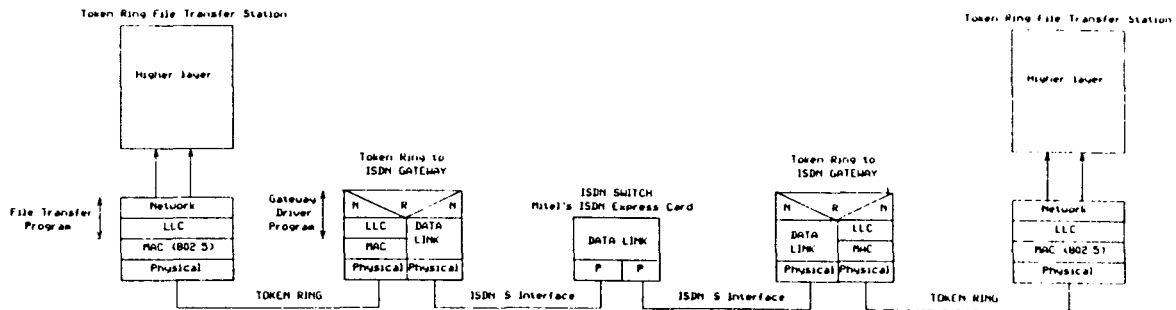 Token Ring File Transfer Station
Higher layer
File Transfer
Program
Network
LLC
MAC (802 5)
Physical
Token Ring to
ISDN GATEWAY
Gateway
Driver
Program
N R N
LLC
MAC
Physical
DATA
LINK
Physical
ISDN SWITCH
Mitel's ISDN Express Card
DATA LINK
P P
Token Ring to
ISDN GATEWAY
N R N
DATA
LINK
Physical
LLC
MAC
Physical
Token Ring File Transfer Station
Higher layer
Network
LLC
MAC (802 5)
Physical
TOKEN RING
ISDN S Interface
ISDN S Interface
TOKEN RING